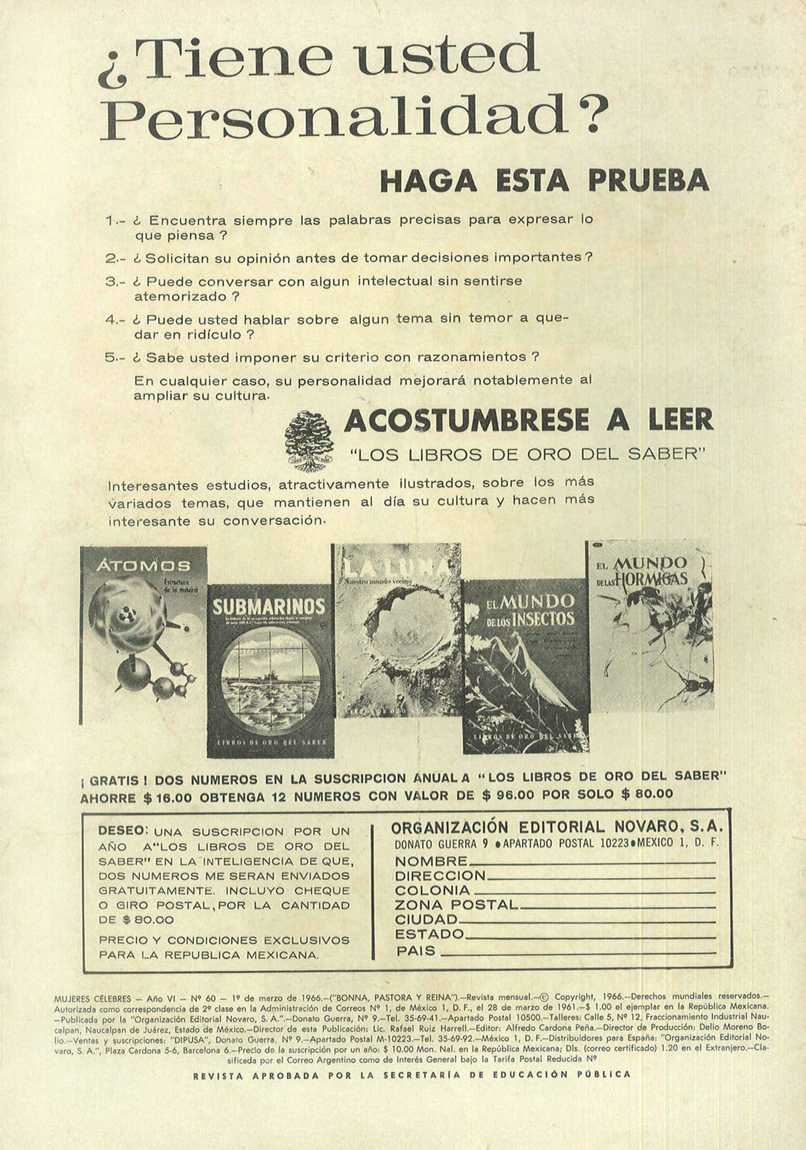 ¿Tiene usted
Personalidad?
HAGA ESTA PRUEBA
1.- ¿ Encuentra siempre las palabras precisas para expresar lo
que piensa ?
2.- ¿ Solicitan su opinión antes de tomar decisiones importantes ?
3.- ¿ Puede conversar con algun intelectual sin sentirse
atemorizado ?
4.- ¿ Puede usted hablar sobre algun tema sin temor a que-
dar en ridículo ?
5.- ¿ Sabe usted imponer su criterio con razonamientos ?
En cualquier caso, su personalidad mejorará notablemente al
ampliar su cultura.
ACOSTUMBRESE A LEER
"LOS LIBROS DE ORO DEL SABER"
Interesantes estudios, atractivamente ilustrados, sobre los más
variados temas, que mantienen al día su cultura y hacen más
interesante su conversación.
ÁTOMOS
Estructura
de la materia
SUBMARINOS
LIBROS DE ORO DEL SABER
LA LUNA
Nuestro mundo vecino
LIBROS DE ORO DEL SABER
EL MUNDO
DE LOS INSECTOS
LIBROS DE ORO DEL SABER
EL MUNDO
DE LAS HORMIGAS
¡ GRATIS ! DOS NUMEROS EN LA SUSCRIPCION ANUAL A "LOS LIBROS DE ORO DEL SABER"
AHORRE $ 16.00 OBTENGA 12 NUMEROS CON VALOR DE $ 96.00 POR SOLO $ 80.00
DESEO: UNA SUSCRIPCION POR UN
AÑO A"LOS LIBROS DE ORO DEL
SABER" EN LA INTELIGENCIA DE QUE,
DOS NUMEROS ME SERAN ENVIADOS
GRATUITAMENTE. INCLUYO CHEQUE
O GIRO POSTAL, POR LA CANTIDAD
DE $ 80.00
PRECIO Y CONDICIONES EXCLUSIVOS
PARA LA REPUBLICA MEXICANA.
ORGANIZACIÓN EDITORIAL NOVARO, S.A.
DONATO GUERRA 9 ● APARTADO POSTAL 10223 ● MEXICO 1, D. F.
NOMBRE
DIRECCION
COLONIA
ZONA POSTAL
CIUDAD
ESTADO
PAIS
MUJERES CÉLEBRES — Año VI — Nº 60 — 1º de marzo de 1966.—("BONNA, PASTORA Y REINA").—Revista mensual.—© Copyright, 1966.—Derechos mundiales reservados.—
Autorizada como correspondencia de 2ª clase en la Administración de Correos Nº 1, de México 1, D. F., el 28 de marzo de 1961.—$ 1.00 el ejemplar en la República Mexicana.
—Publicada por la "Organización Editorial Novaro, S. A.".—Donato Guerra, Nº 9.—Tel. 35-69-41.—Apartado Postal 10500.—Talleres: Calle 5, Nº 12, Fraccionamiento Industrial Nau-
calpan, Naucalpan de Juárez, Estado de México.—Director de esta Publicación: Lic. Rafael Ruiz Harrell.—Editor: Alfredo Cardona Peña.—Director de Producción: Delio Moreno Bo-
lio.—Ventas y suscripciones: "DIPUSA", Donato Guerra, Nº 9.—Apartado Postal M-10223.—Tel. 35-69-92.—México 1, D. F.—Distribuidores para España: "Organización Editorial No-
varo, S. A.", Plaza Cardona 5-6, Barcelona 6.—Precio de la suscripción por un año: $ 10.00 Mon. Nal. en la República Mexicana; Dls. (correo certificado) 1.20 en el Extranjero.—Cla-
sificada por el Correo Argentino como de Interés General bajo la Tarifa Postal Reducida Nº
REVISTA APROBADA POR LA SECRETARÍA DE EDUCACIÓN PÚBLICA